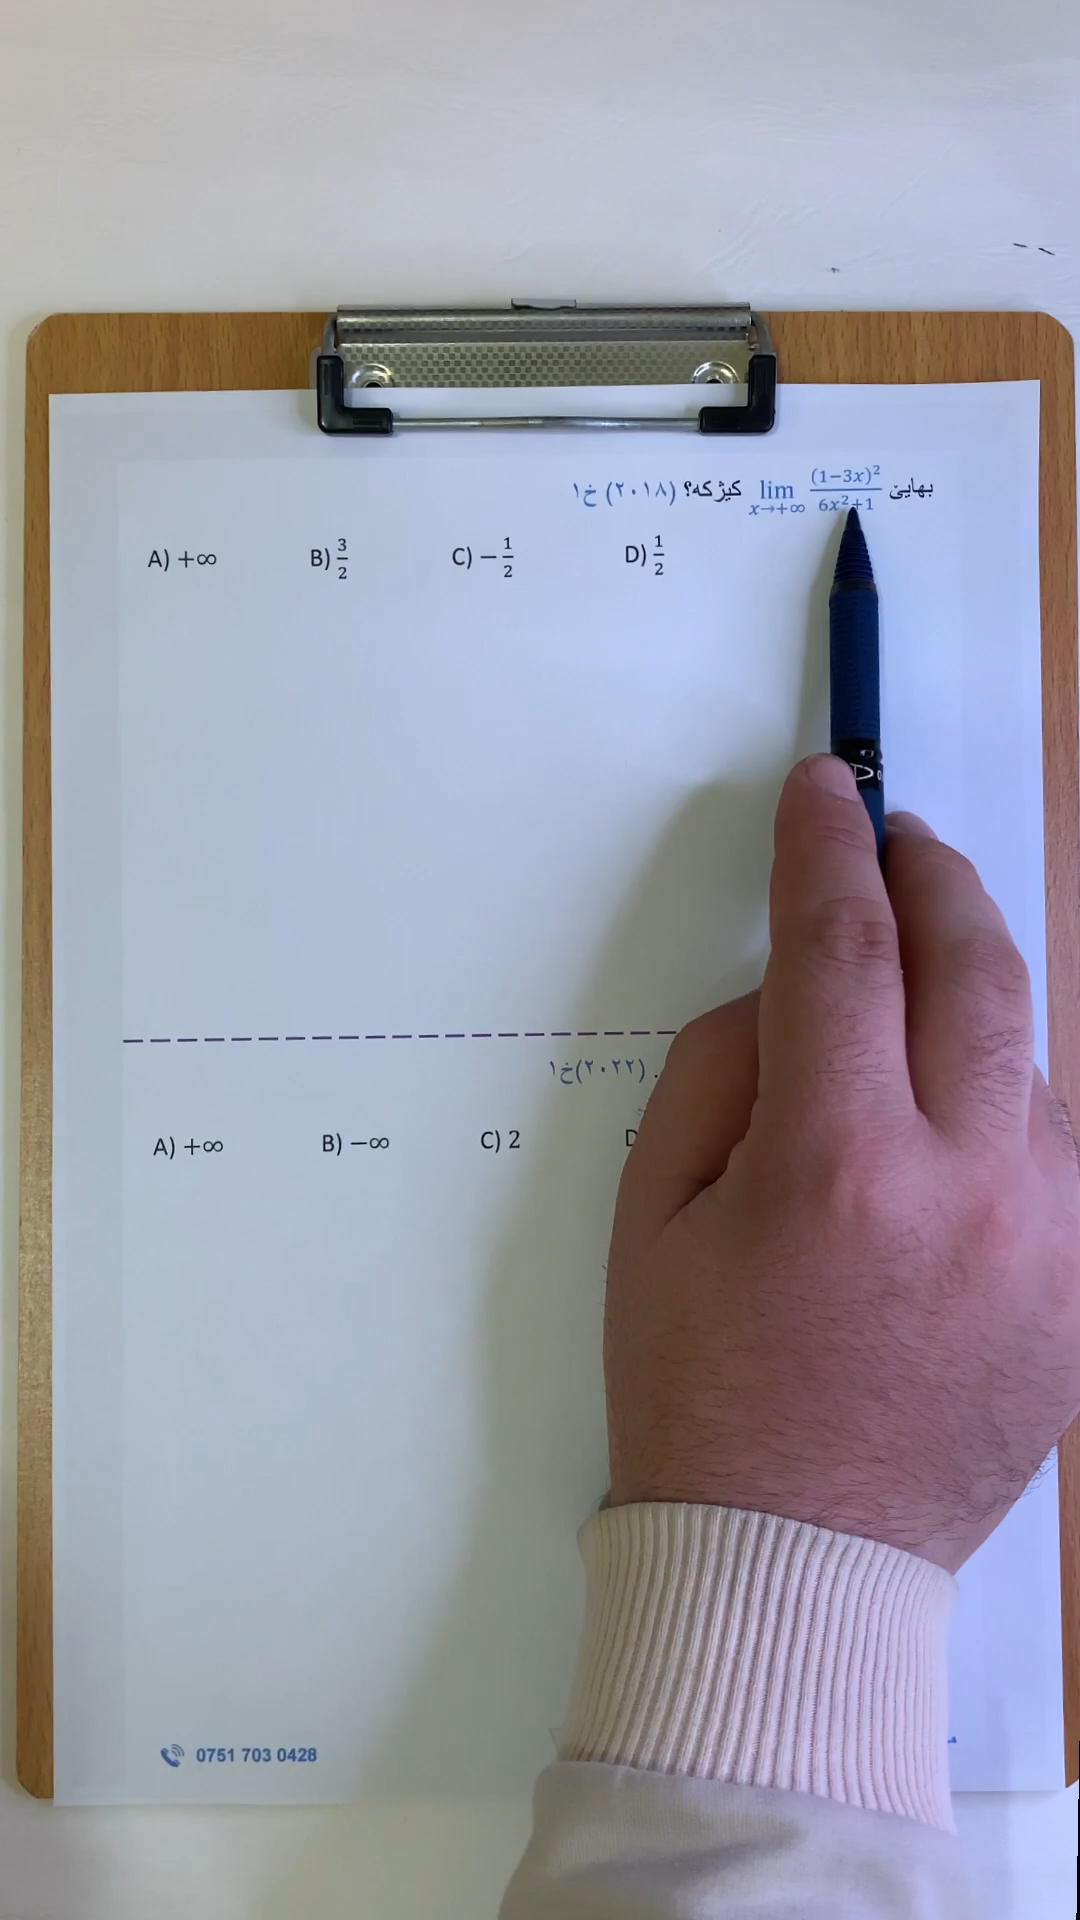 بهایێ lim x→+∞ (1−3x)²/(6x²+1) کیژکە؟ (٢٠١٨) خ١
A) +∞ B) 3/2 C) −1/2 D) 1/2
(٢٠٢٢)خ١
A) +∞ B) −∞ C) 2 D
0751 703 0428